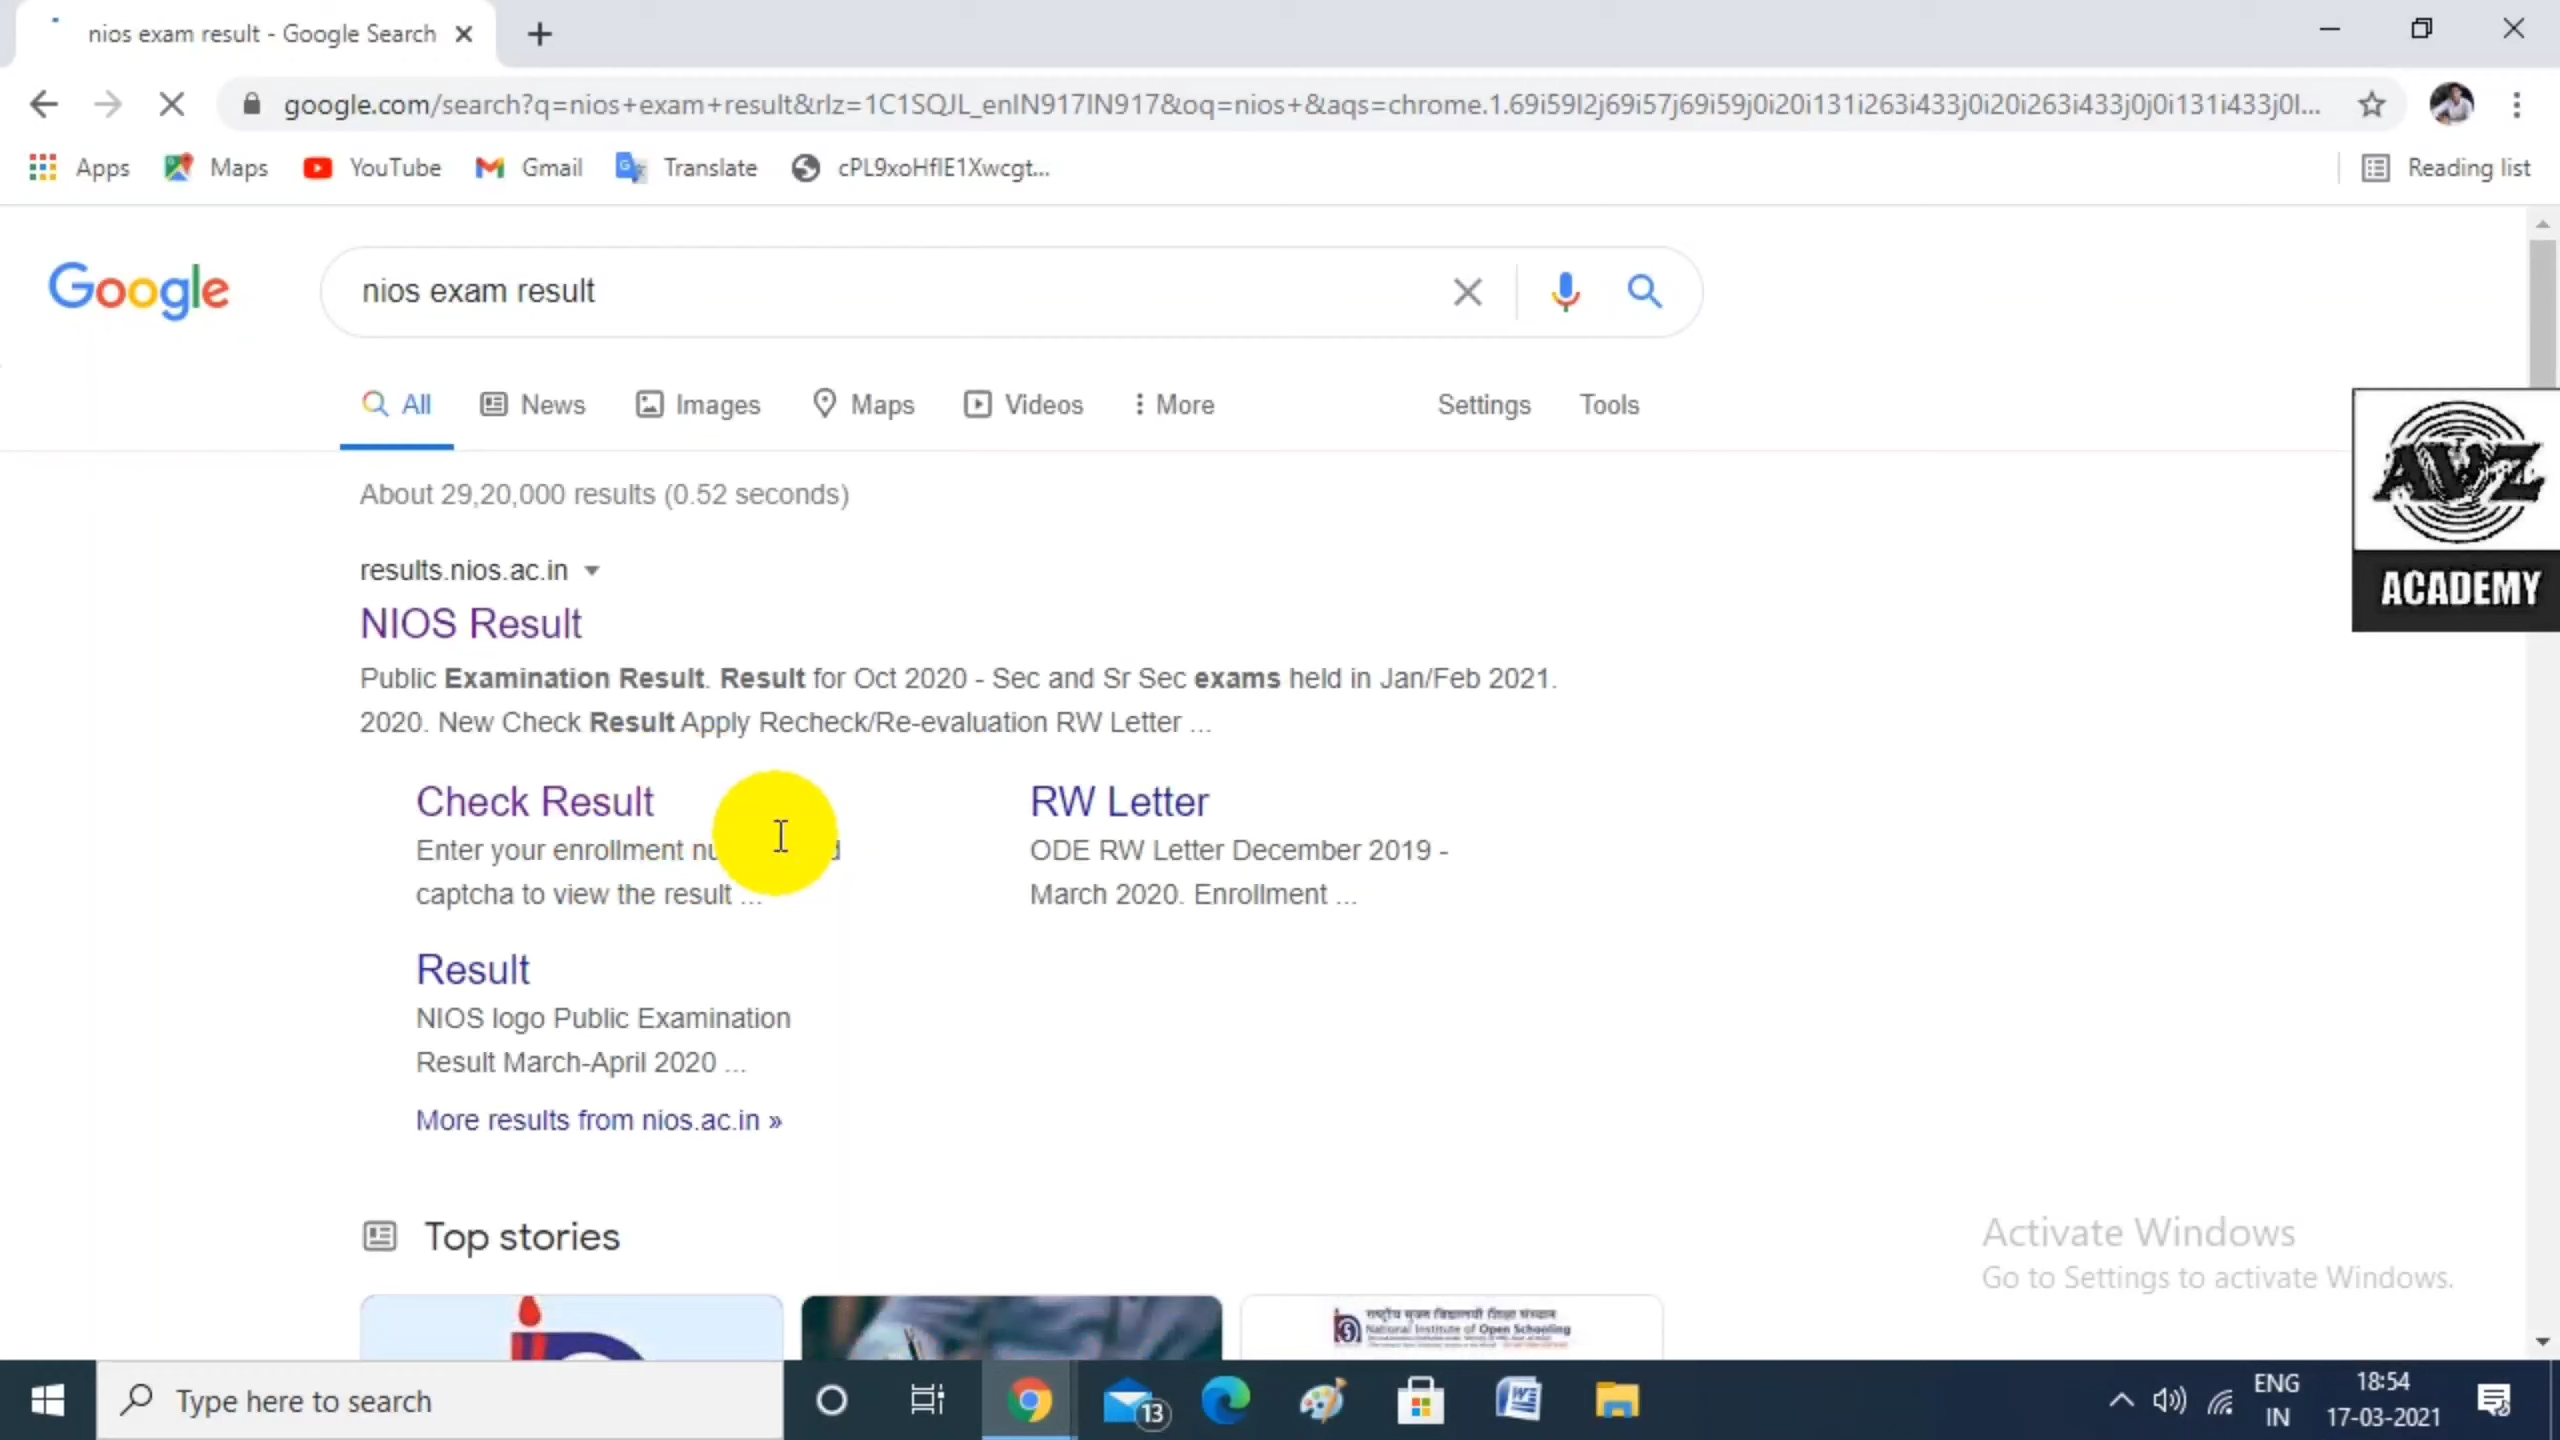 nios exam result - Google Search
google.com/search?q=nios+exam+result&rlz=1C1SQJL_enIN917IN917&oq=nios+&aqs=chrome.1.69i59l2j69i57j69i59j0i20i131i263i433j0i20i263i433j0j0i131i433j0l...
Apps Maps YouTube Gmail Translate cPL9xoHflE1Xwcgt... Reading list
Google nios exam result
All News Images Maps Videos More Settings Tools
About 29,20,000 results (0.52 seconds)
AVZ
ACADEMY
results.nios.ac.in
NIOS Result
Public Examination Result. Result for Oct 2020 - Sec and Sr Sec exams held in Jan/Feb 2021.
2020. New Check Result Apply Recheck/Re-evaluation RW Letter ...
Check Result
Enter your enrollment
captcha to view the result ...
RW Letter
ODE RW Letter December 2019 -
March 2020. Enrollment ...
Result
NIOS logo Public Examination
Result March-April 2020 ...
More results from nios.ac.in »
Top stories
Activate Windows
Go to Settings to activate Windows.
National Institute of Open Schooling
Type here to search
13
ENG
IN
18:54
17-03-2021